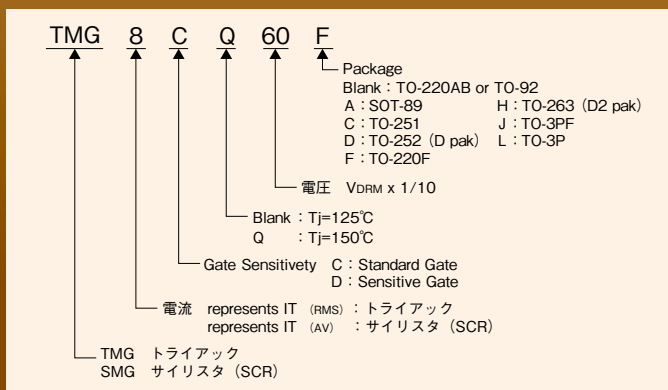 TMG 8 C Q 60 F
Package
Blank：TO-220AB or TO-92
A：SOT-89 H：TO-263（D2 pak）
C：TO-251 J：TO-3PF
D：TO-252（D pak） L：TO-3P
F：TO-220F
電圧 VDRM x 1/10
Blank：Tj=125℃
Q ：Tj=150℃
Gate Sensitivety C：Standard Gate
D：Sensitive Gate
電流 represents IT （RMS）：トライアック
represents IT （AV）：サイリスタ（SCR）
TMG トライアック
SMG サイリスタ（SCR）